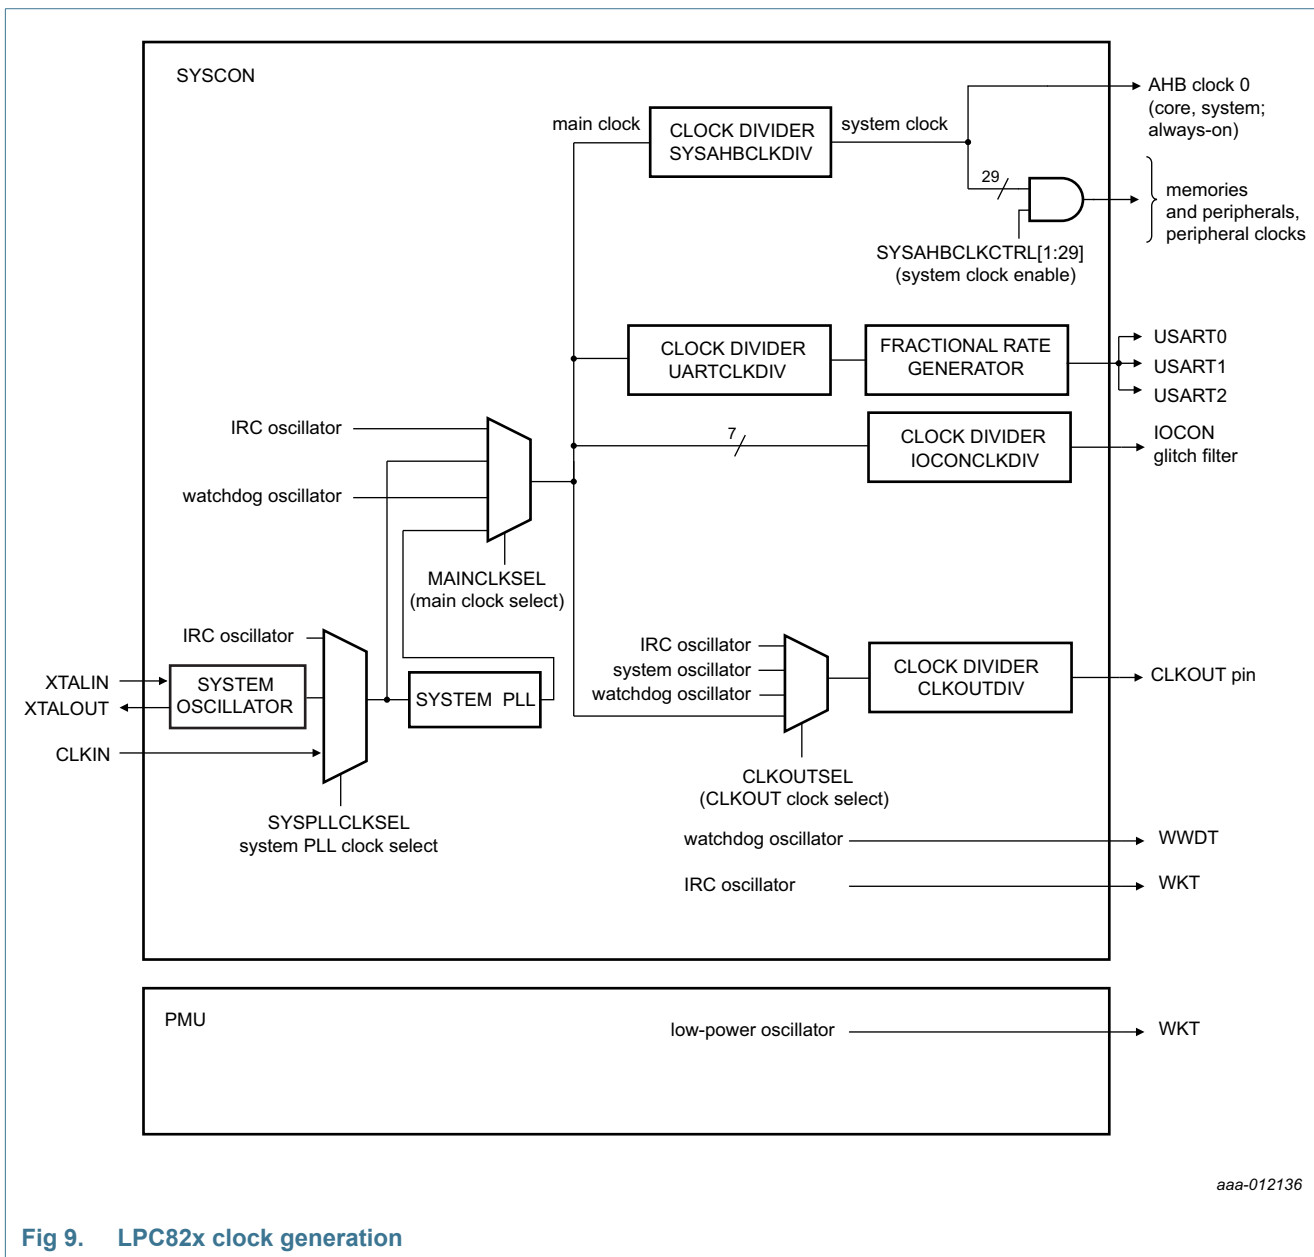 SYSCON
AHB clock 0
(core, system;
always-on)
main clock
CLOCK DIVIDER
SYSAHBCLKDIV
system clock
29
memories
and peripherals,
peripheral clocks
SYSAHBCLKCTRL[1:29]
(system clock enable)
CLOCK DIVIDER
UARTCLKDIV
FRACTIONAL RATE
GENERATOR
USART0
USART1
USART2
IRC oscillator
7
CLOCK DIVIDER
IOCONCLKDIV
IOCON
glitch filter
watchdog oscillator
MAINCLKSEL
(main clock select)
IRC oscillator
XTALIN
XTALOUT
SYSTEM
OSCILLATOR
CLKIN
SYSTEM PLL
SYSPLLCLKSEL
system PLL clock select
IRC oscillator
system oscillator
watchdog oscillator
CLOCK DIVIDER
CLKOUTDIV
CLKOUT pin
CLKOUTSEL
(CLKOUT clock select)
watchdog oscillator
WWDT
IRC oscillator
WKT
PMU
low-power oscillator
WKT
aaa-012136
Fig 9. LPC82x clock generation